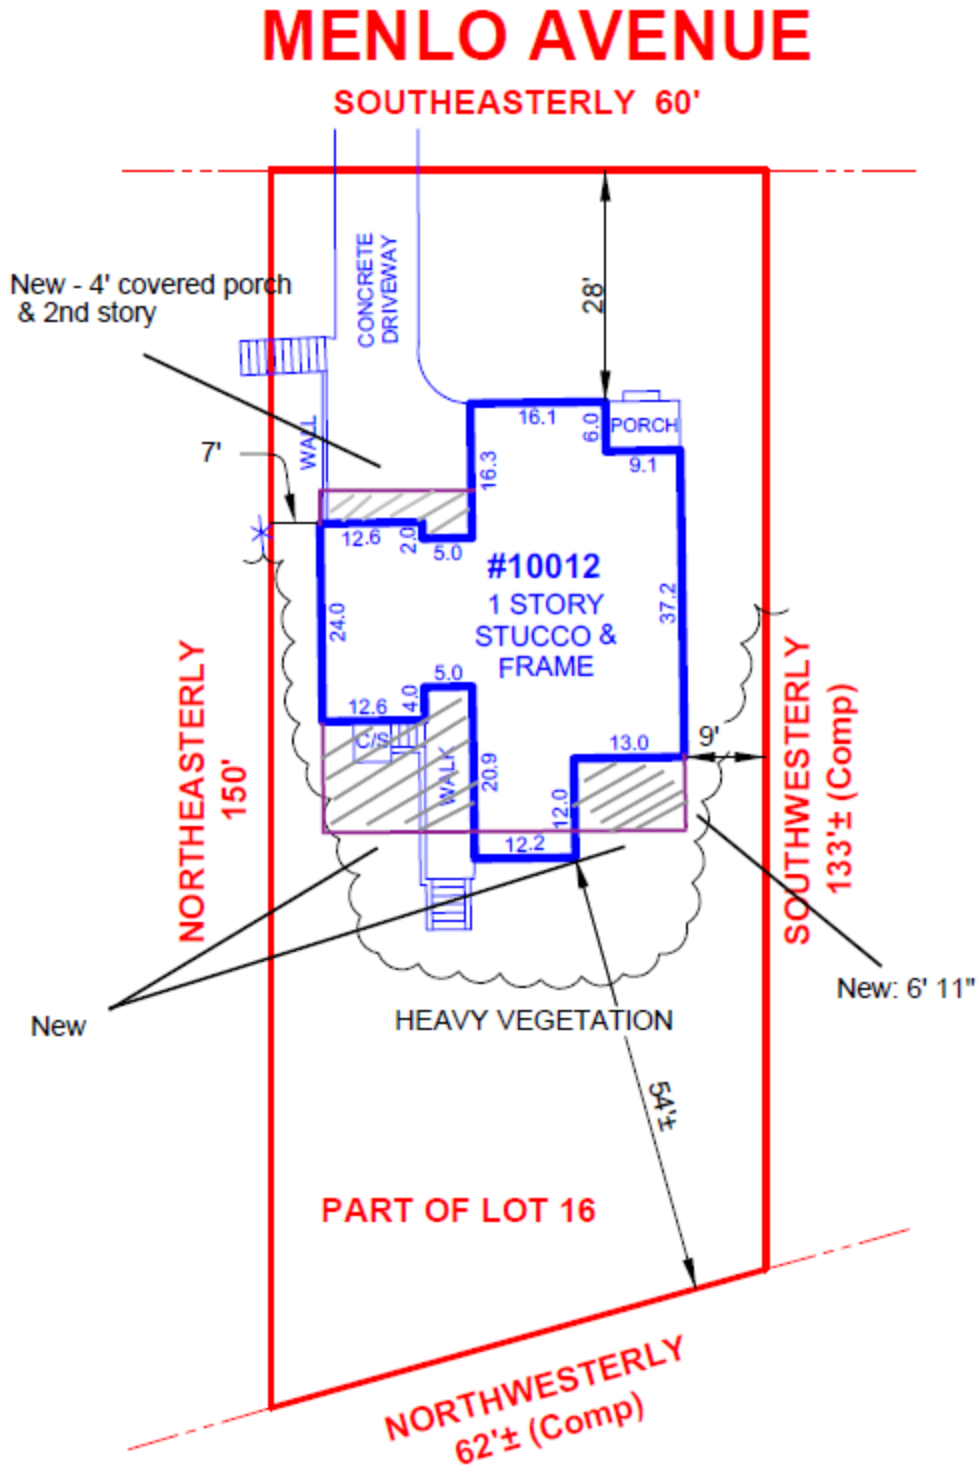 MENLO AVENUE
SOUTHEASTERLY 60'
CONCRETE
DRIVEWAY
28'
New - 4' covered porch
& 2nd story
WALL
7'
16.1
6.0
PORCH
9.1
16.3
12.6
2.0
5.0
#10012
1 STORY
STUCCO &
FRAME
24.0
37.2
5.0
12.6
4.0
C/S
WALK
20.9
13.0
9'
12.0
12.2
NORTHEASTERLY
150'
SOUTHWESTERLY
133'± (Comp)
New: 6' 11"
New
HEAVY VEGETATION
54'±
PART OF LOT 16
NORTHWESTERLY
62'± (Comp)